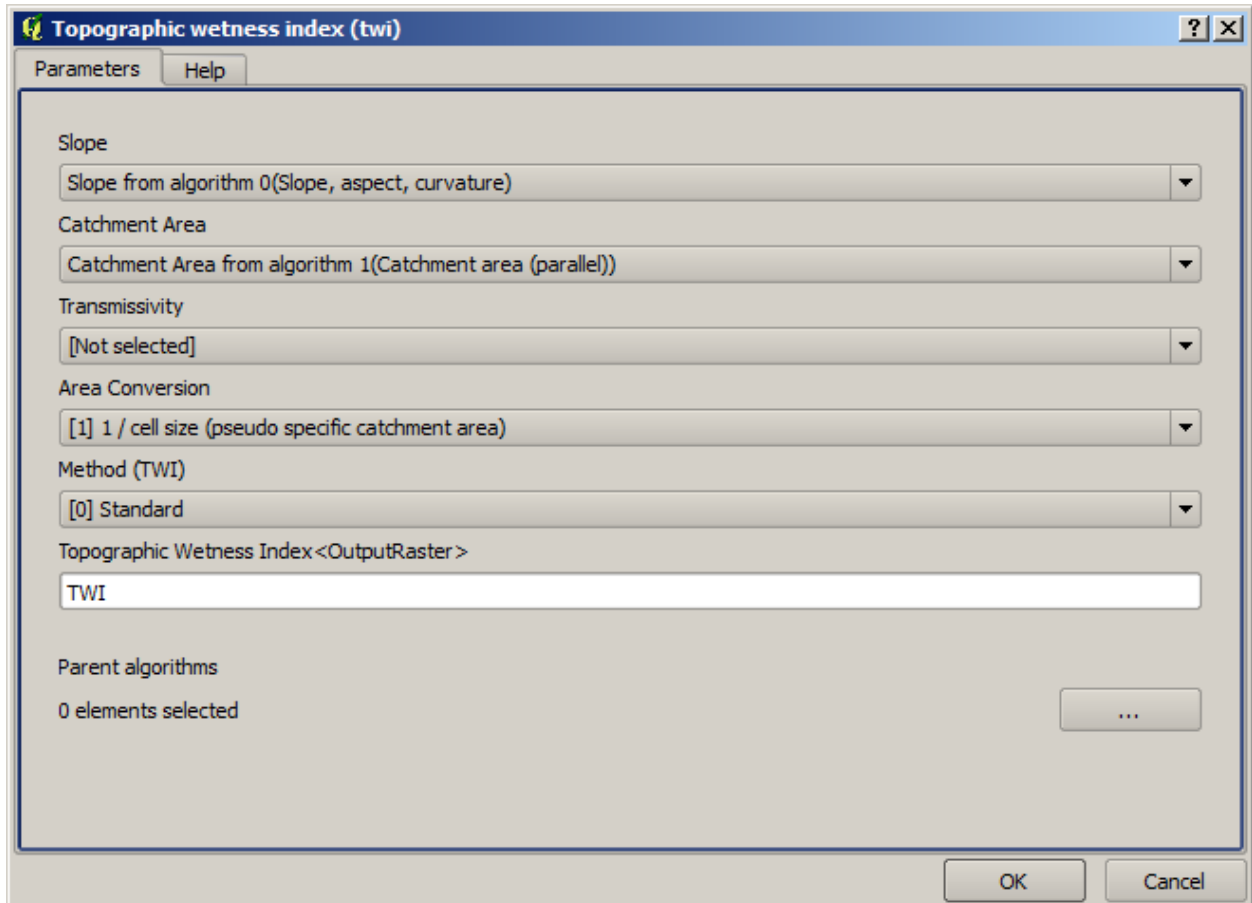 Topographic wetness index (twi)
Parameters Help
Slope
Slope from algorithm 0(Slope, aspect, curvature)
Catchment Area
Catchment Area from algorithm 1(Catchment area (parallel))
Transmissivity
[Not selected]
Area Conversion
[1] 1 / cell size (pseudo specific catchment area)
Method (TWI)
[0] Standard
Topographic Wetness Index<OutputRaster>
TWI
Parent algorithms
0 elements selected ...
OK Cancel